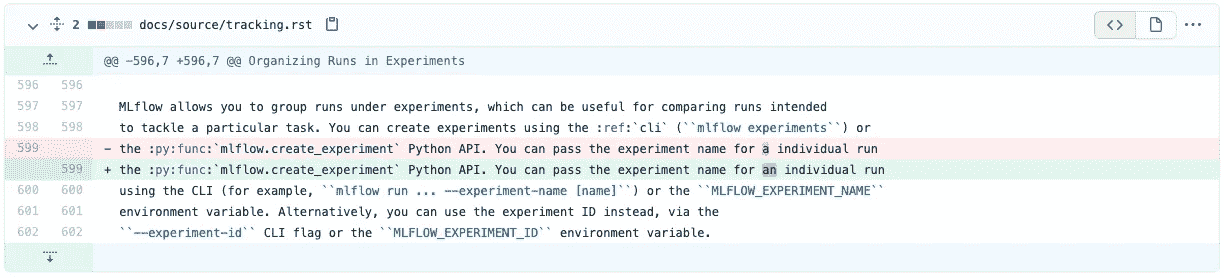 2 docs/source/tracking.rst
@@ -596,7 +596,7 @@ Organizing Runs in Experiments
596 596
597 597 MLflow allows you to group runs under experiments, which can be useful for comparing runs intended
598 598 to tackle a particular task. You can create experiments using the :ref:`cli` (``mlflow experiments``) or
599 - the :py:func:`mlflow.create_experiment` Python API. You can pass the experiment name for a individual run
599 + the :py:func:`mlflow.create_experiment` Python API. You can pass the experiment name for an individual run
600 600 using the CLI (for example, ``mlflow run ... --experiment-name [name]``) or the ``MLFLOW_EXPERIMENT_NAME``
601 601 environment variable. Alternatively, you can use the experiment ID instead, via the
602 602 ``--experiment-id`` CLI flag or the ``MLFLOW_EXPERIMENT_ID`` environment variable.